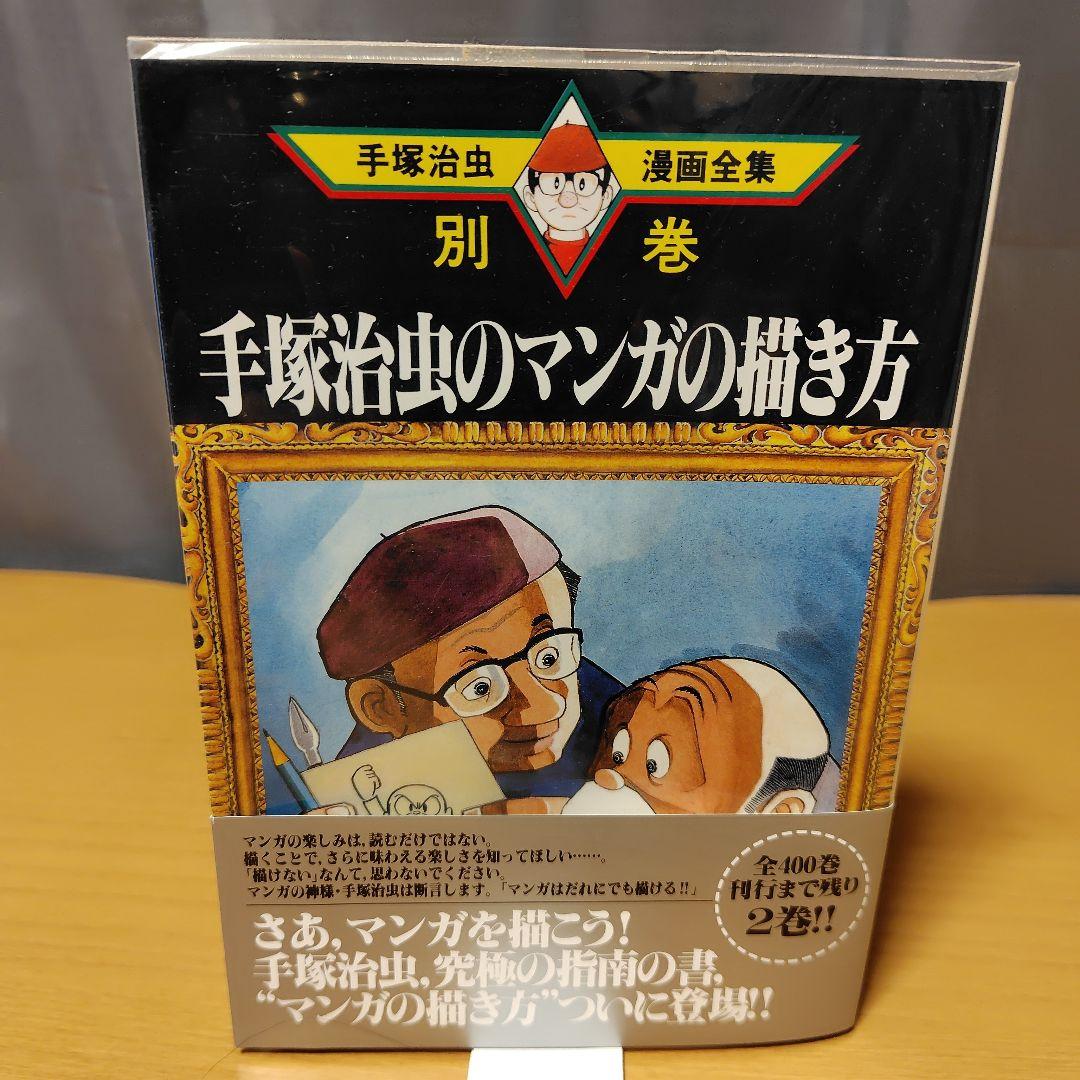 手塚治虫 漫画全集
別巻
手塚治虫のマンガの描き方
マンガの楽しみは，読むだけではない。
描くことで，さらに味わえる楽しさを知ってほしい……。
「描けない」なんて，思わないでください。
マンガの神様・手塚治虫は断言します。「マンガはだれにでも描ける!!」
さあ，マンガを描こう!
手塚治虫，究極の指南の書，
“マンガの描き方”ついに登場!!
全400巻
刊行まで残り
2巻!!